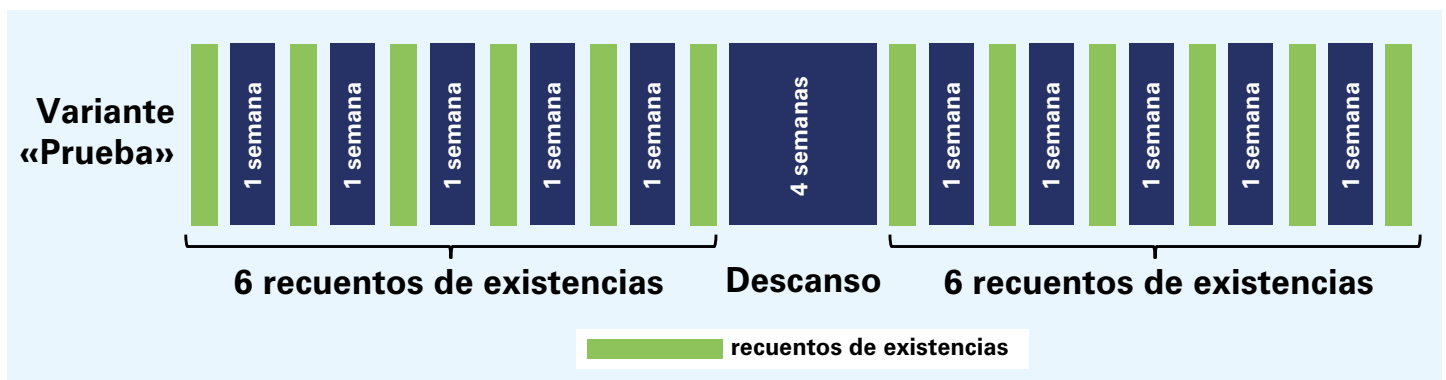 Variante
«Prueba»
1 semana
1 semana
1 semana
1 semana
1 semana
4 semanas
1 semana
1 semana
1 semana
1 semana
1 semana
6 recuentos de existencias
Descanso
6 recuentos de existencias
recuentos de existencias